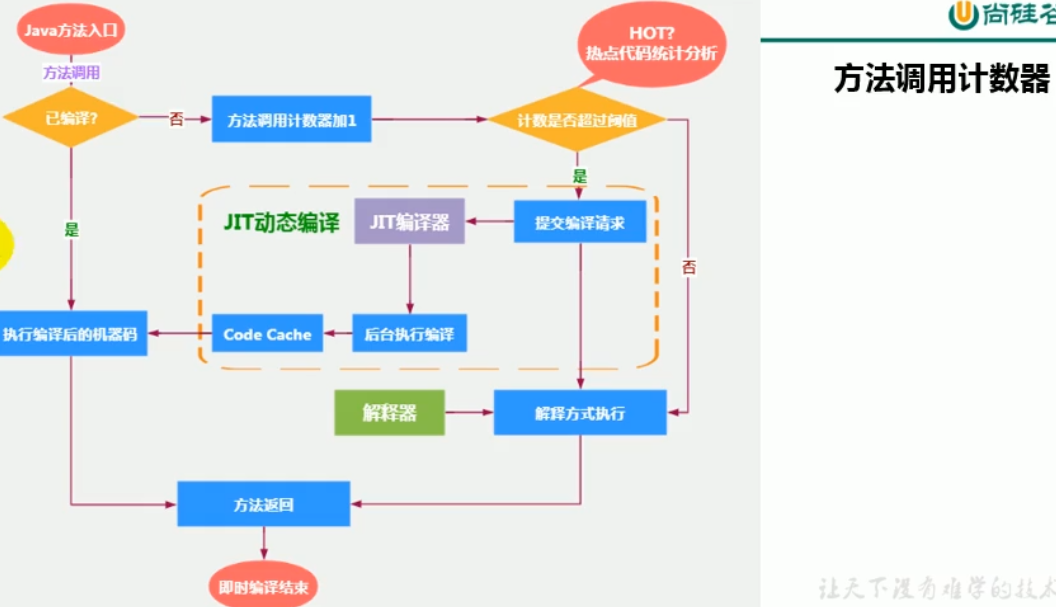 尚硅谷
方法调用计数器
Java方法入口
方法调用
已编译?
否
方法调用计数器加1
HOT?
热点代码统计分析
计数是否超过阈值
是
否
是
JIT动态编译
JIT编译器
提交编译请求
执行编译后的机器码
Code Cache
后台执行编译
解释器
解释方式执行
方法返回
即时编译结束
让天下没有难学的技术